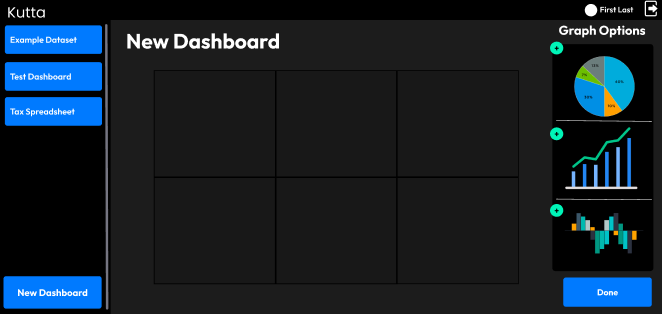 Kutta
First Last
Example Dataset
Test Dashboard
Tax Spreadsheet
New Dashboard
New Dashboard
Graph Options
Done